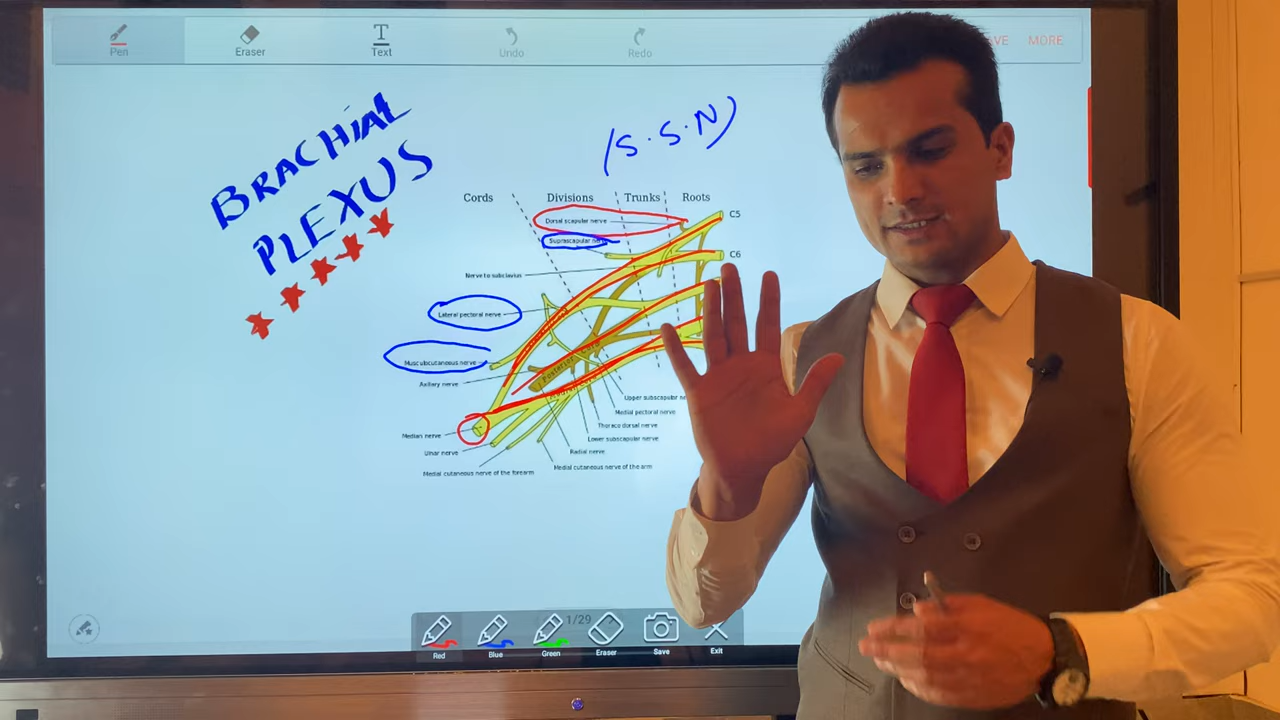 Pen
Eraser
Text
Undo
Redo
MORE
BRACHIAL
PLEXUS
(S.S.N)
Cords
Divisions
Trunks
Roots
Dorsal scapular nerve
C5
Suprascapular
C6
Nerve to subclavius
Lateral pectoral nerve
Musculocutaneous nerve
Posterior
Axillary nerve
Upper subscapular
Medial pectoral nerve
Thoraco dorsal nerve
Median nerve
Lower subscapular nerve
Ulnar nerve
Radial nerve
Medial cutaneous nerve of the arm
Medial cutaneous nerve of the forearm
1/29
Red
Blue
Green
Eraser
Save
Exit